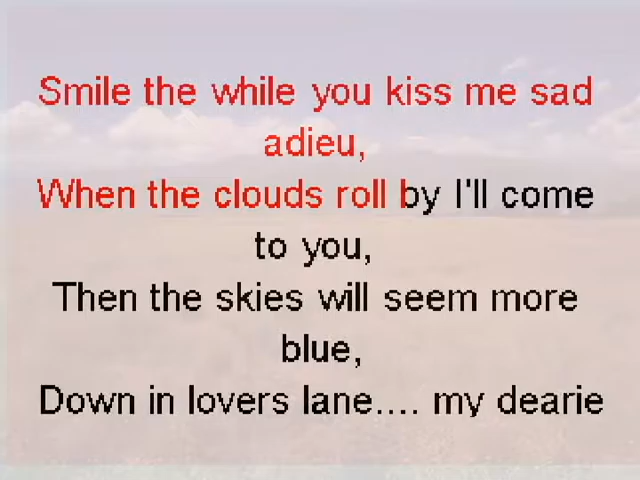 Smile the while you kiss me sad
adieu,
When the clouds roll by I'll come
to you,
Then the skies will seem more
blue,
Down in lovers lane.... my dearie